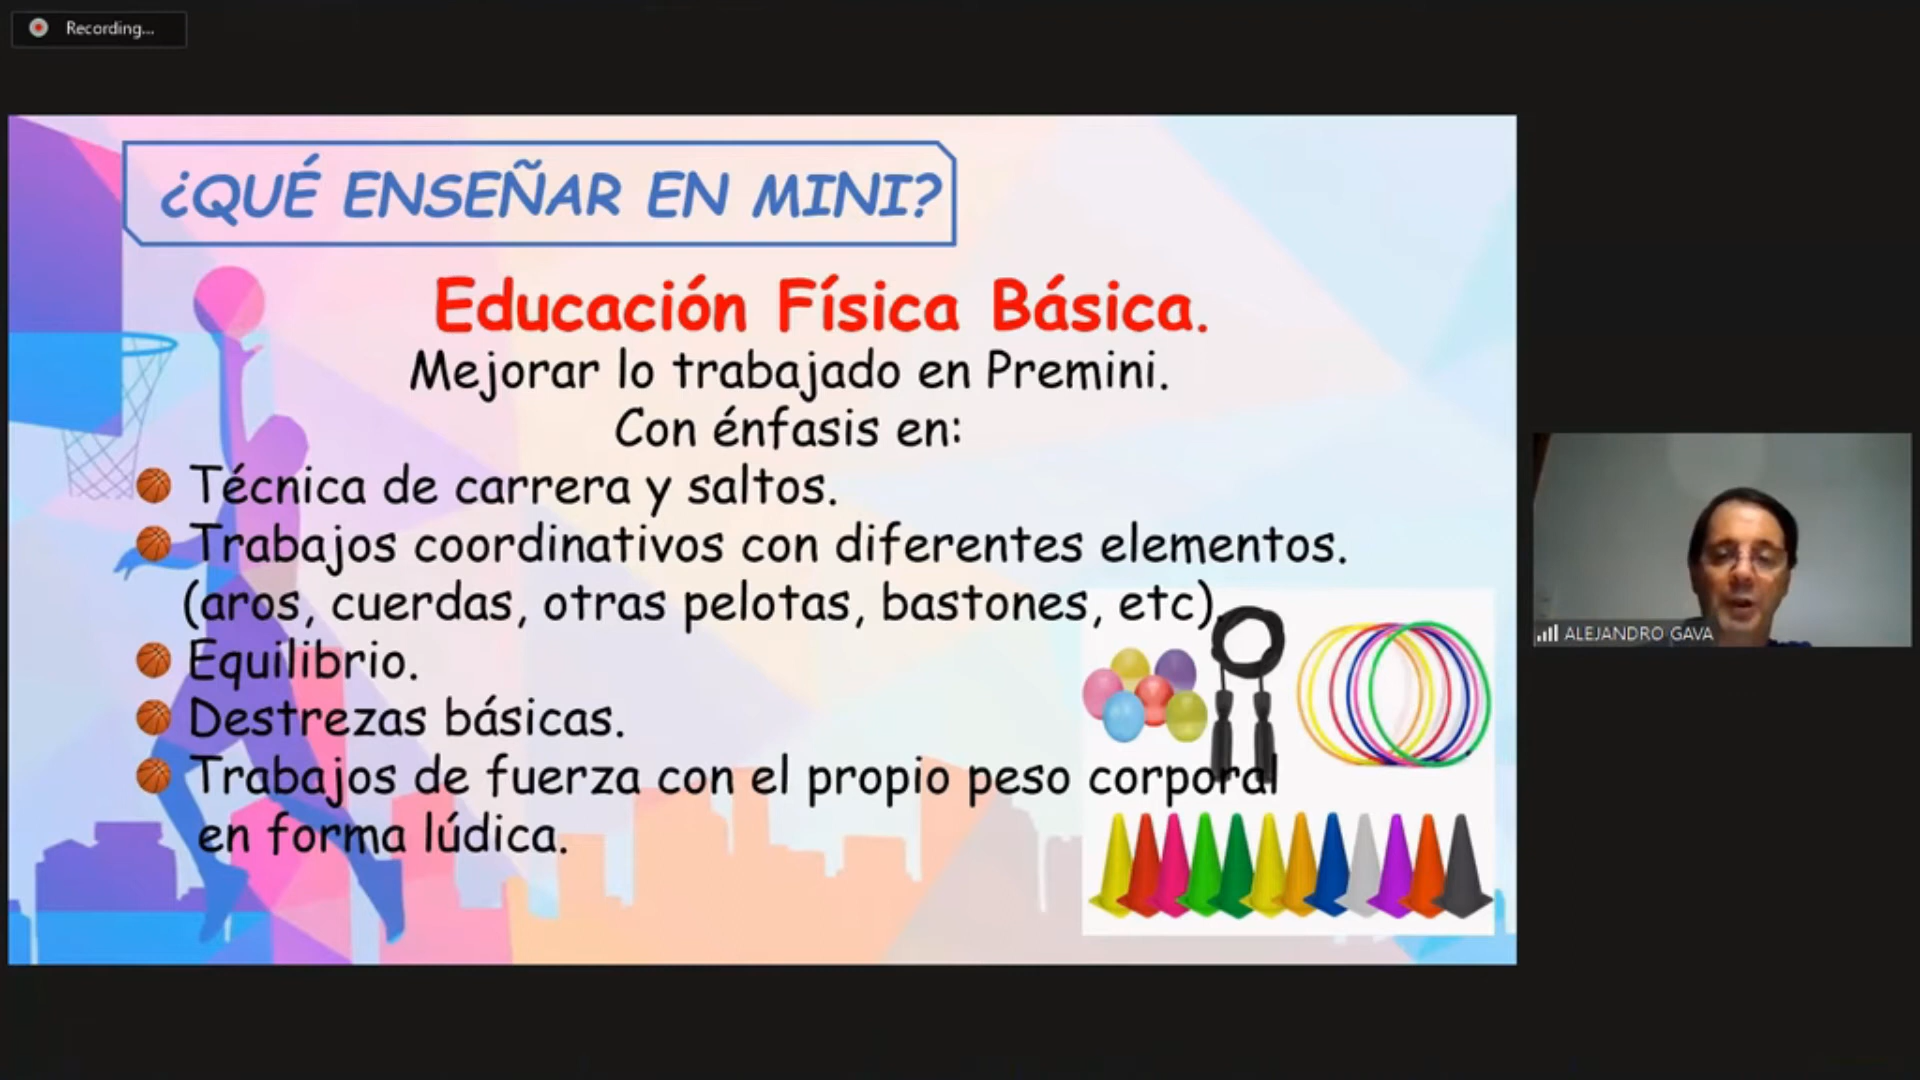 Recording...
¿QUÉ ENSEÑAR EN MINI?
Educación Física Básica.
Mejorar lo trabajado en Premini.
Con énfasis en:
Técnica de carrera y saltos.
Trabajos coordinativos con diferentes elementos.
(aros, cuerdas, otras pelotas, bastones, etc).
Equilibrio.
Destrezas básicas.
Trabajos de fuerza con el propio peso corporal
en forma lúdica.
ALEJANDRO GAVA